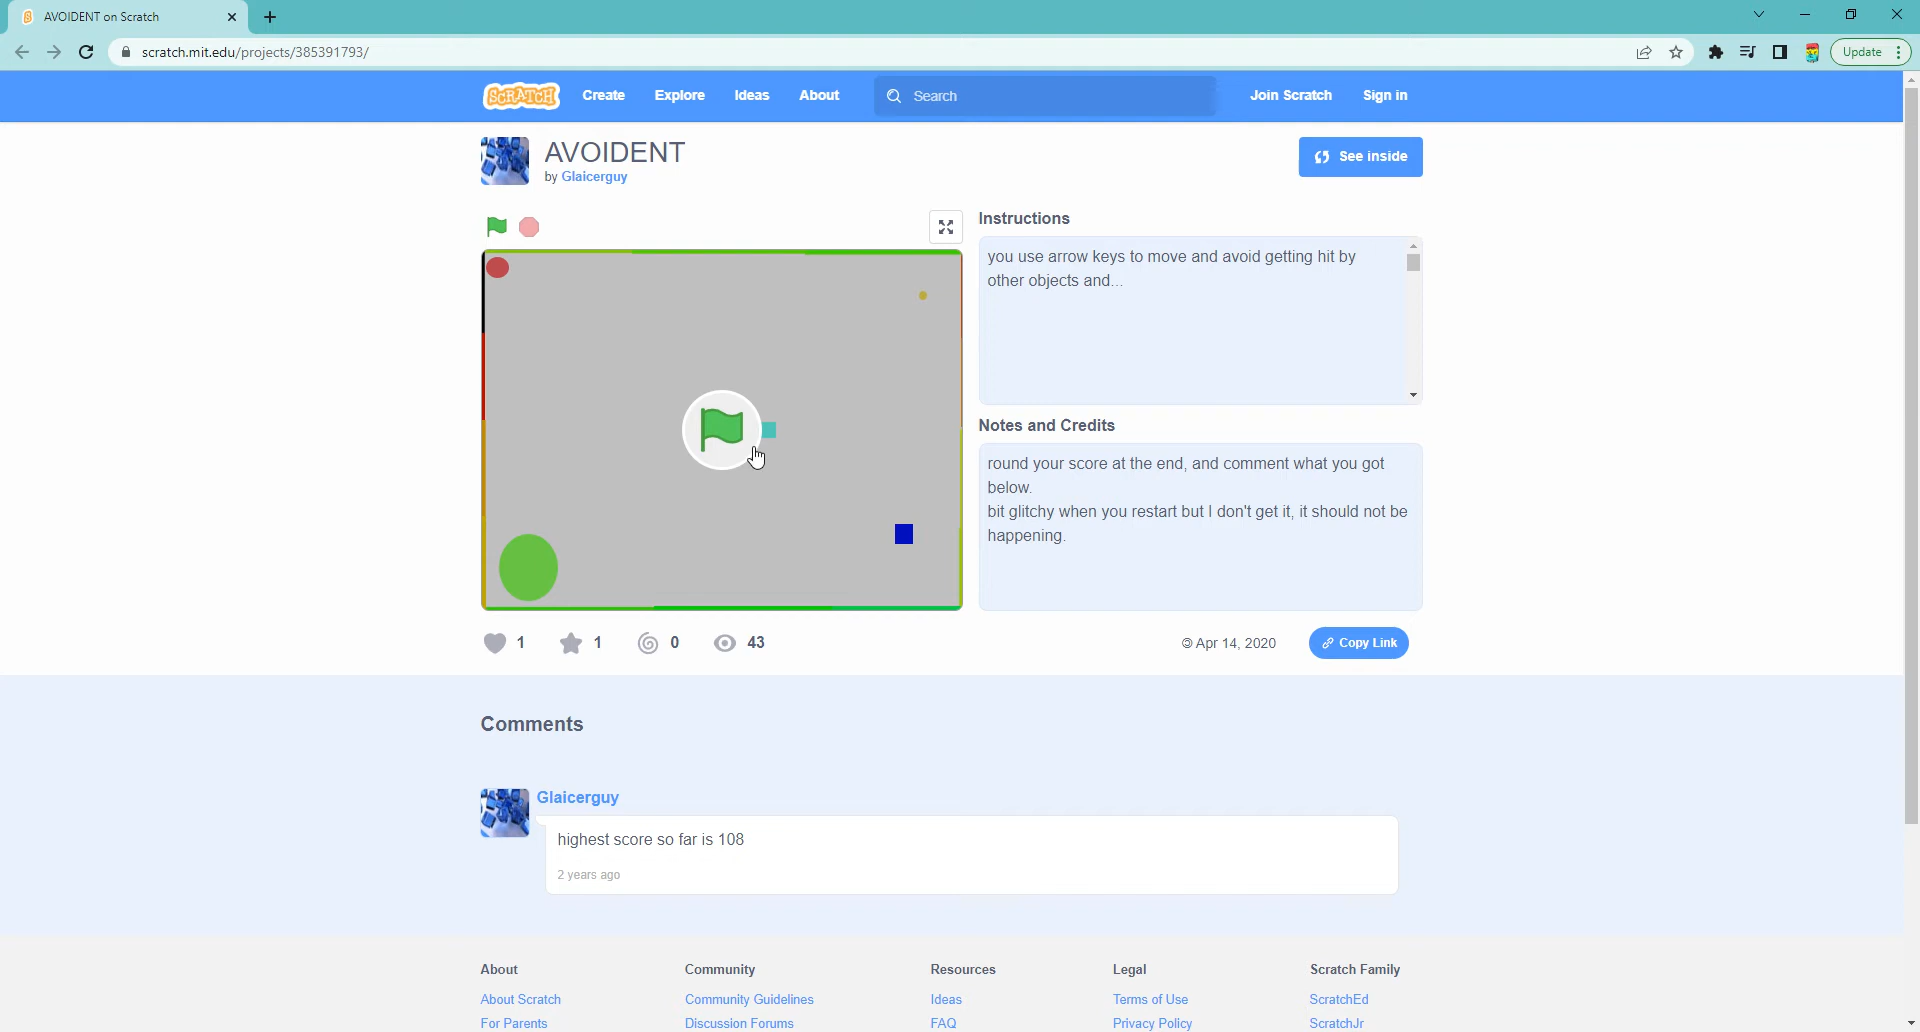 AVOIDENT on Scratch
scratch.mit.edu/projects/385391793/
Update
SCRATCH
Create
Explore
Ideas
About
Search
Join Scratch
Sign in
AVOIDENT
by Glaicerguy
See inside
Instructions
you use arrow keys to move and avoid getting hit by
other objects and...
Notes and Credits
round your score at the end, and comment what you got
below.
bit glitchy when you restart but I don't get it, it should not be
happening.
1
1
0
43
© Apr 14, 2020
Copy Link
Comments
Glaicerguy
highest score so far is 108
2 years ago
About
Community
Resources
Legal
Scratch Family
About Scratch
Community Guidelines
Ideas
Terms of Use
ScratchEd
For Parents
Discussion Forums
FAQ
Privacy Policy
ScratchJr